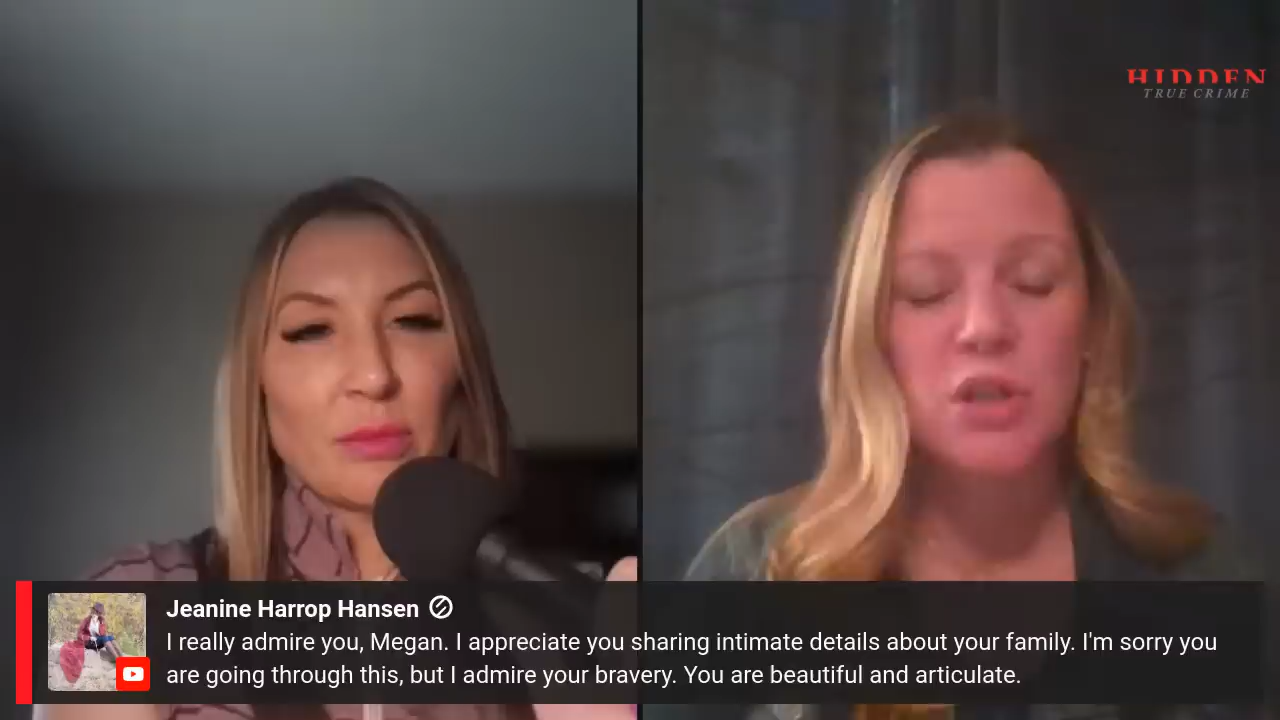 HIDDEN
TRUE CRIME
Jeanine Harrop Hansen
I really admire you, Megan. I appreciate you sharing intimate details about your family. I'm sorry you
are going through this, but I admire your bravery. You are beautiful and articulate.